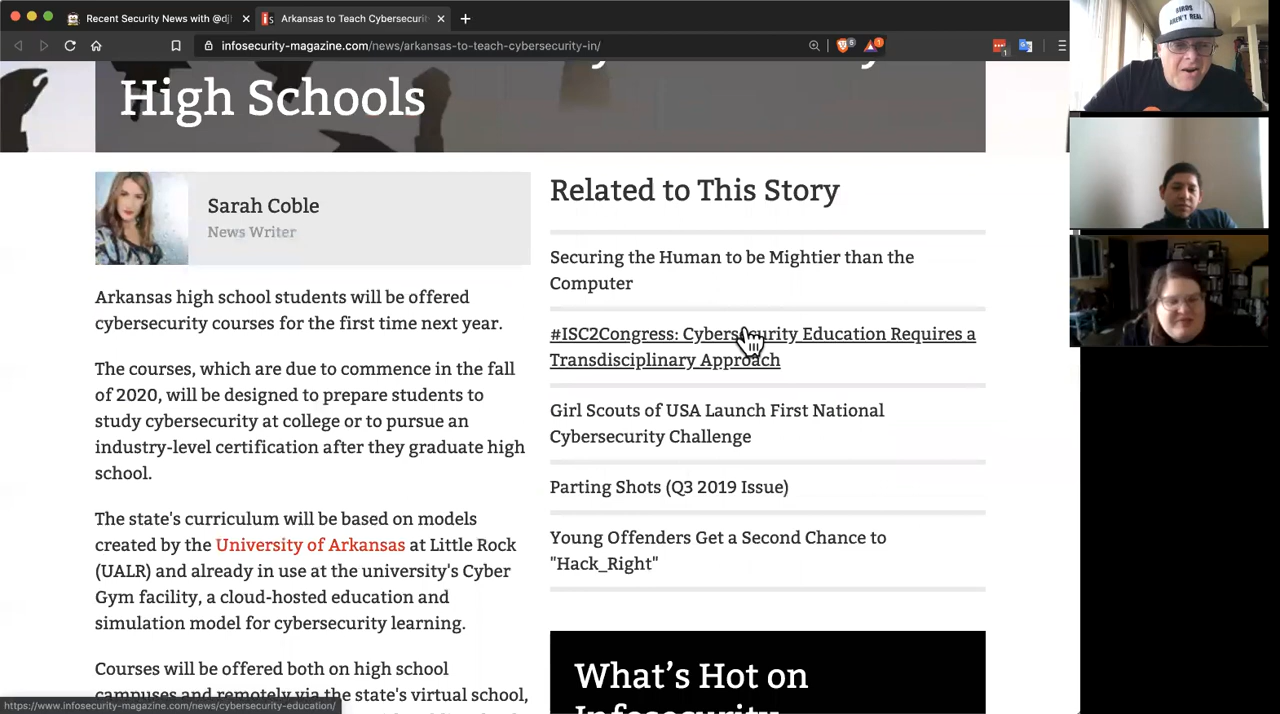 Recent Security News with @dj
Arkansas to Teach Cybersecurity
infosecurity-magazine.com/news/arkansas-to-teach-cybersecurity-in/
6
1
1
High Schools
Sarah Coble
News Writer
Arkansas high school students will be offered
cybersecurity courses for the first time next year.
The courses, which are due to commence in the fall
of 2020, will be designed to prepare students to
study cybersecurity at college or to pursue an
industry-level certification after they graduate high
school.
The state's curriculum will be based on models
created by the University of Arkansas at Little Rock
(UALR) and already in use at the university's Cyber
Gym facility, a cloud-hosted education and
simulation model for cybersecurity learning.
Courses will be offered both on high school
campuses and remotely via the state's virtual school,
Related to This Story
Securing the Human to be Mightier than the
Computer
#ISC2Congress: Cybersecurity Education Requires a
Transdisciplinary Approach
Girl Scouts of USA Launch First National
Cybersecurity Challenge
Parting Shots (Q3 2019 Issue)
Young Offenders Get a Second Chance to
"Hack_Right"
What's Hot on
Infosecurity
https://www.infosecurity-magazine.com/news/cybersecurity-education/
BIRDS
AREN'T REAL.